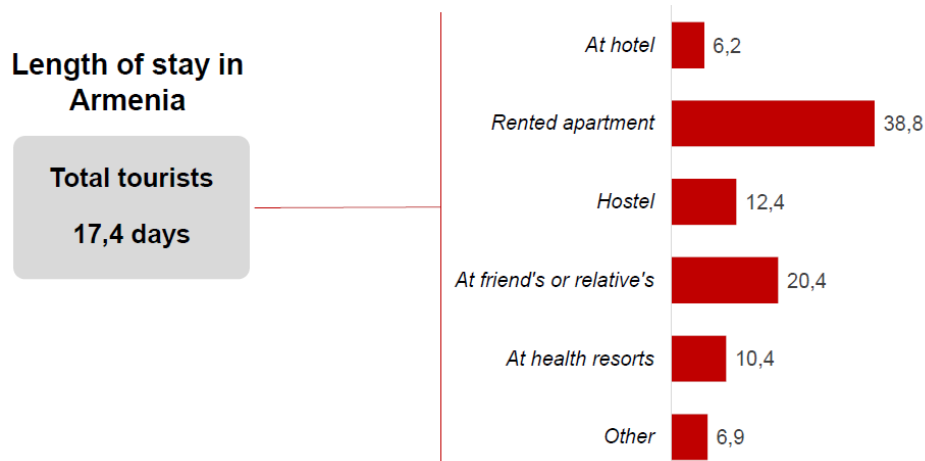 Length of stay in
Armenia
Total tourists
17,4 days
At hotel 6,2
Rented apartment 38,8
Hostel 12,4
At friend's or relative's 20,4
At health resorts 10,4
Other 6,9